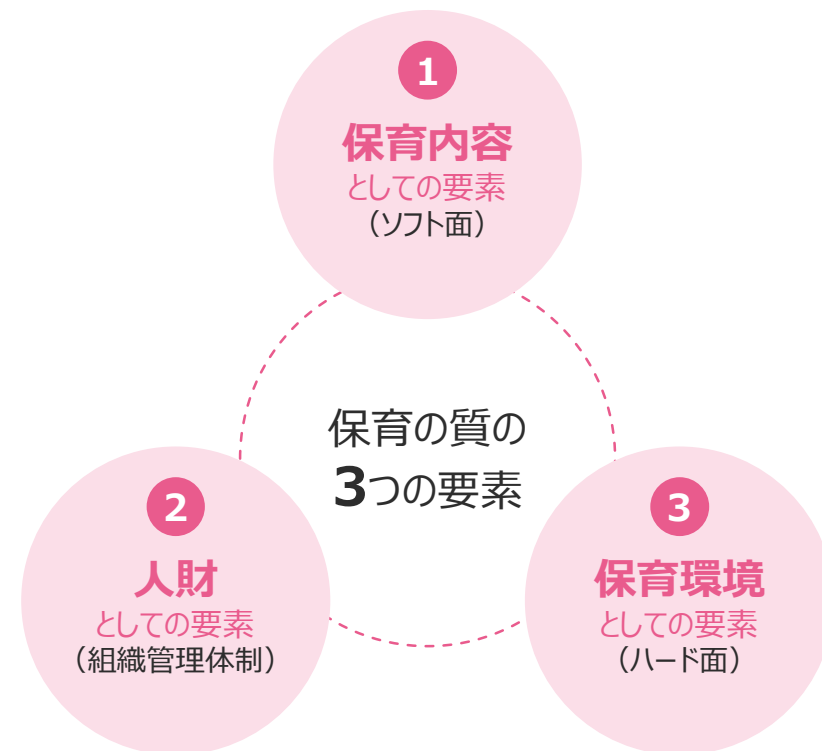 1
保育内容
としての要素
（ソフト面）
保育の質の
3つの要素
2
人財
としての要素
（組織管理体制）
3
保育環境
としての要素
（ハード面）